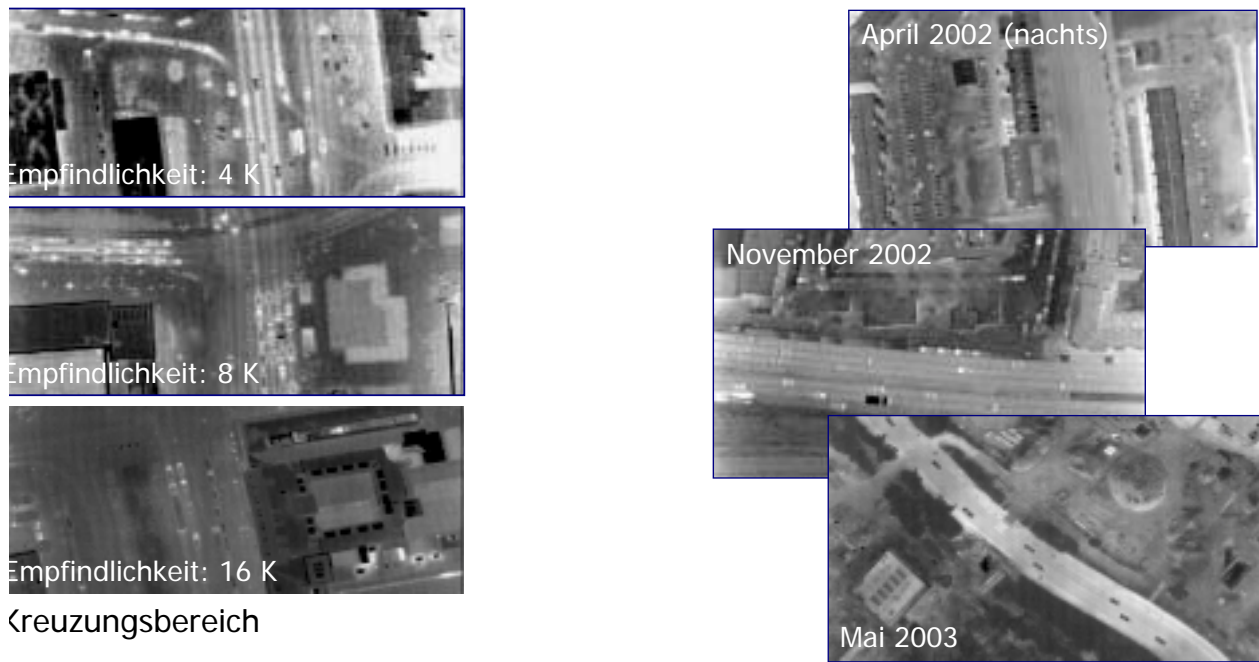 Empfindlichkeit: 4 K
Empfindlichkeit: 8 K
Empfindlichkeit: 16 K
Kreuzungsbereich
April 2002 (nachts)
November 2002
Mai 2003